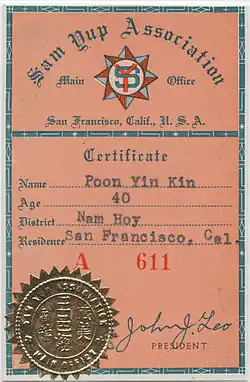 Sam Yup Association
Main Office
San Francisco, Calif., U. S. A.
Certificate
Name Poon Yin Kin
Age 40
District Nam Hoy
Residence San Francisco, Cal.
A 611
John J. Leo
PRESIDENT